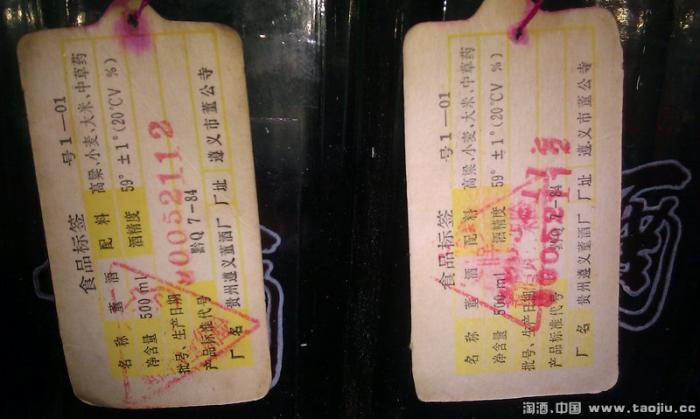 食品标签 号1—01
名称 董酒 配料 高粱、小麦、大米、中草药
净含量 500ml 酒精度 59°±1°(20℃V%)
批号、生产日期 0052112
产品标准代号 黔Q7-84
厂名 贵州遵义董酒厂 厂址 遵义市董公寺
食品标签 号1—01
名称 董酒 配料 高粱、小麦、大米、中草药
净含量 500ml 酒精度 59°±1°(20℃V%)
批号、生产日期
产品标准代号 黔Q7-84
厂名 贵州遵义董酒厂 厂址 遵义市董公寺
淘酒.中国 www.taojiu.cc